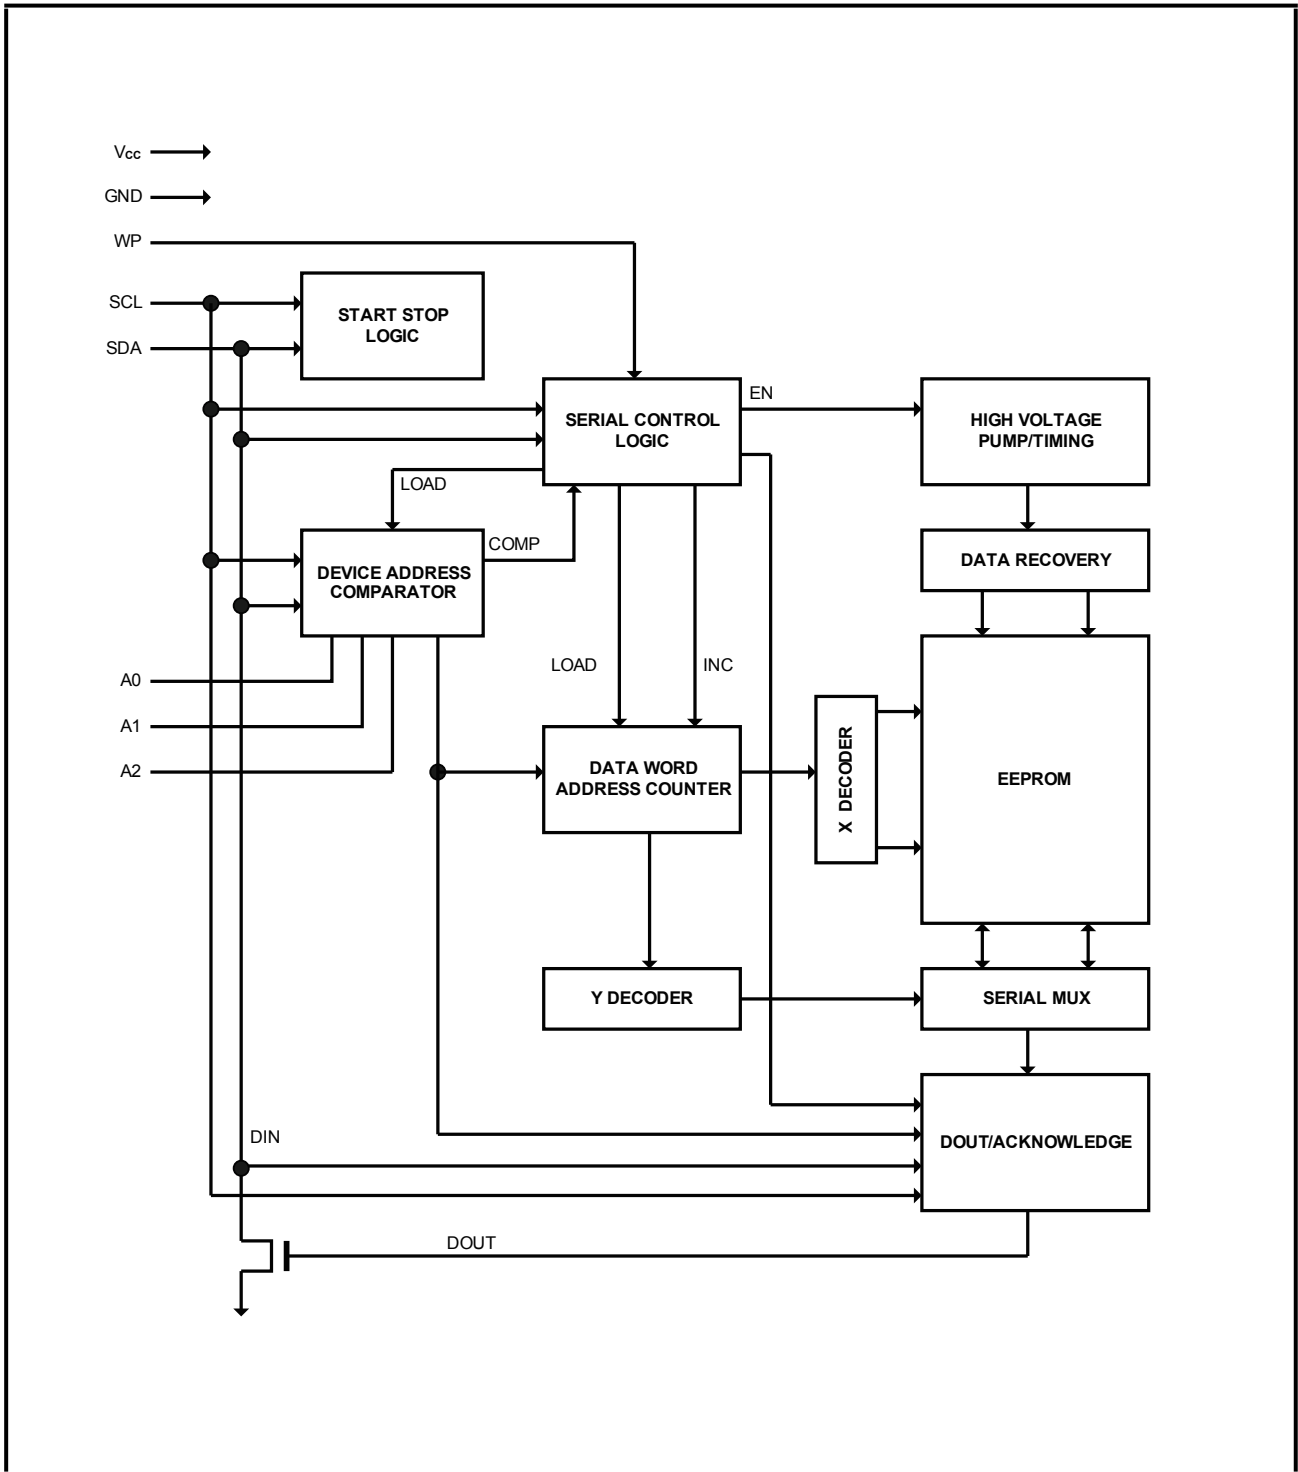 Vcc
GND
WP
SCL
START STOP
LOGIC
SDA
EN
SERIAL CONTROL
LOGIC
HIGH VOLTAGE
PUMP/TIMING
LOAD
COMP
DEVICE ADDRESS
COMPARATOR
DATA RECOVERY
LOAD
INC
A0
A1
A2
DATA WORD
ADDRESS COUNTER
X DECODER
EEPROM
Y DECODER
SERIAL MUX
DIN
DOUT/ACKNOWLEDGE
DOUT